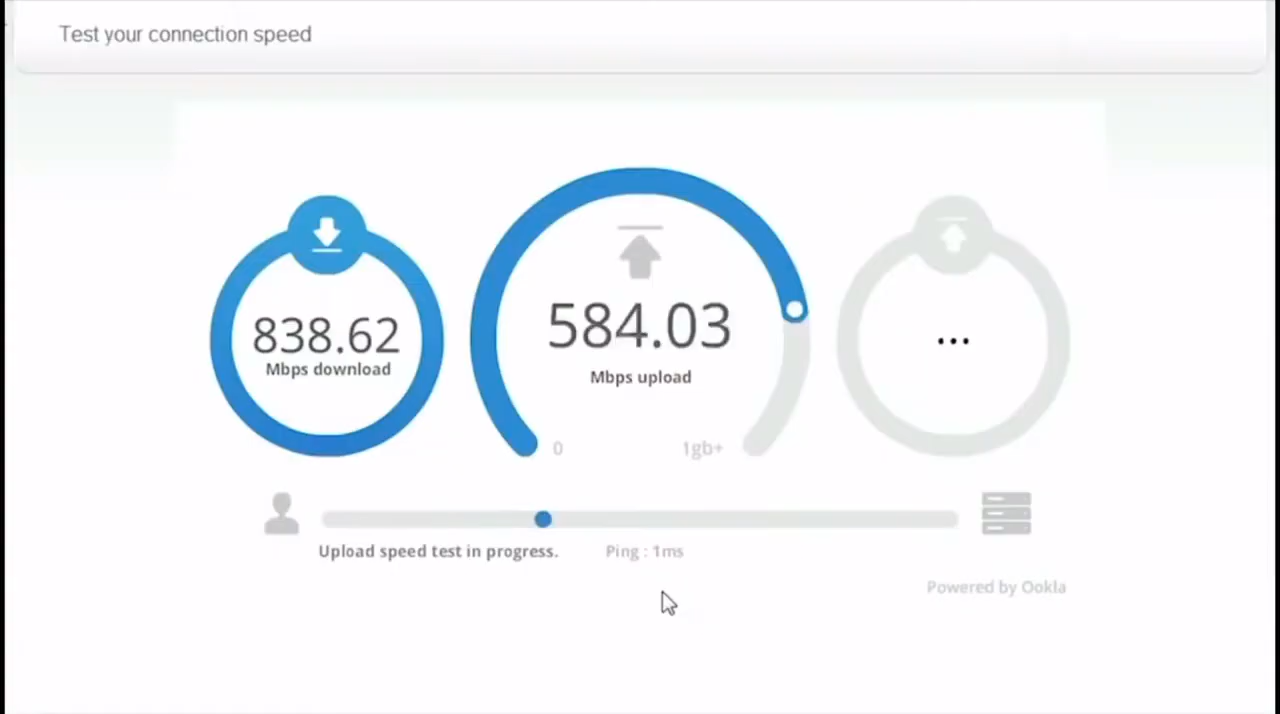 Test your connection speed
838.62
Mbps download
584.03
Mbps upload
...
0
1gb+
Upload speed test in progress.
Ping : 1ms
Powered by Ookla